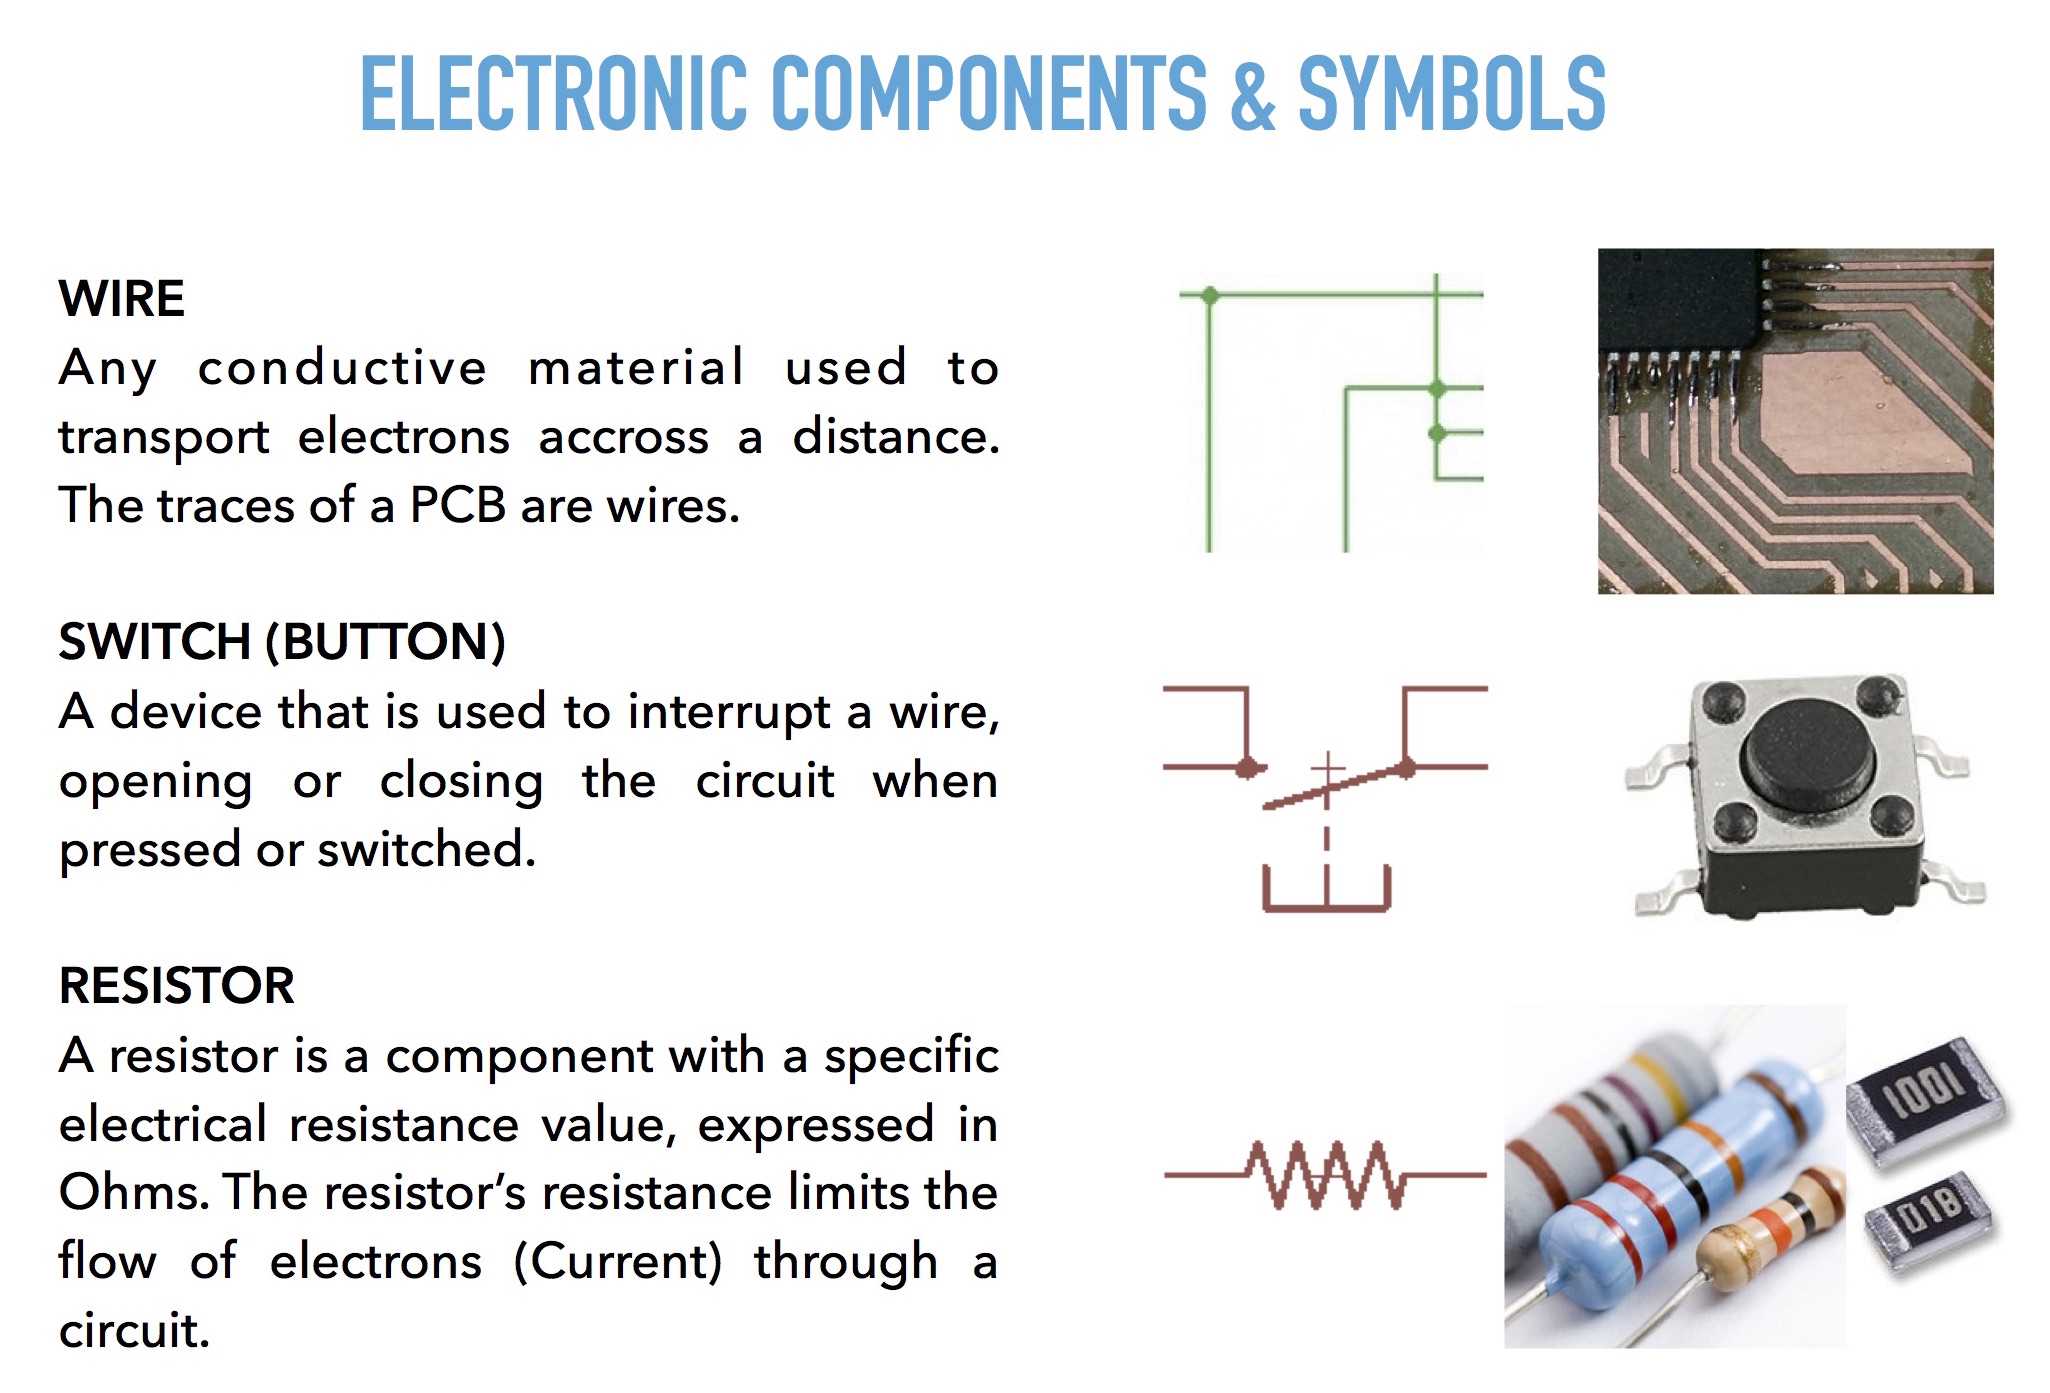 ELECTRONIC COMPONENTS & SYMBOLS
WIRE
Any conductive material used to
transport electrons accross a distance.
The traces of a PCB are wires.
SWITCH (BUTTON)
A device that is used to interrupt a wire,
opening or closing the circuit when
pressed or switched.
RESISTOR
A resistor is a component with a specific
electrical resistance value, expressed in
Ohms. The resistor’s resistance limits the
flow of electrons (Current) through a
circuit.
1001
018